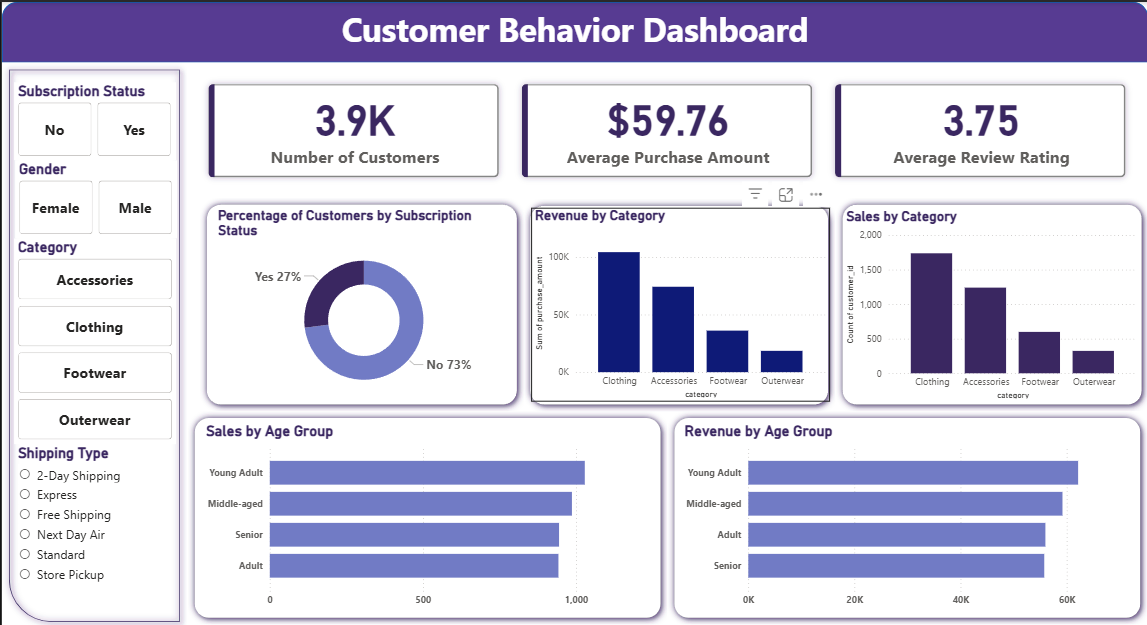 Customer Behavior Dashboard
Subscription Status
No
Yes
Gender
Female
Male
Category
Accessories
Clothing
Footwear
Outerwear
Shipping Type
2-Day Shipping
Express
Free Shipping
Next Day Air
Standard
Store Pickup
3.9K
Number of Customers
$59.76
Average Purchase Amount
3.75
Average Review Rating
Percentage of Customers by Subscription
Status
Yes 27%
No 73%
Revenue by Category
Sum of purchase_amount
100K
50K
0K
Clothing Accessories Footwear Outerwear
category
Sales by Category
Count of customer_id
2,000
1,500
1,000
500
0
Clothing Accessories Footwear Outerwear
category
Sales by Age Group
Young Adult
Middle-aged
Senior
Adult
0 500 1,000
Revenue by Age Group
Young Adult
Middle-aged
Adult
Senior
0K 20K 40K 60K